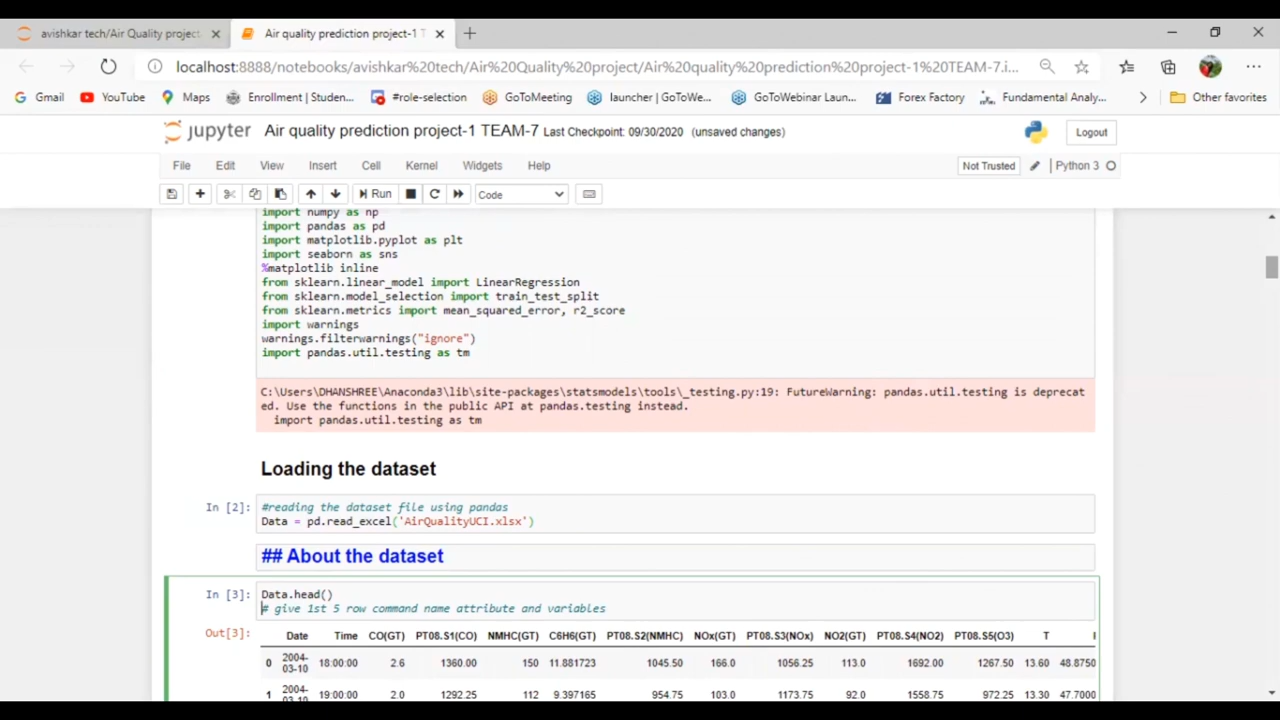 avishkar tech/Air Quality project
Air quality prediction project-1 T
localhost:8888/notebooks/avishkar%20tech/Air%20Quality%20project/Air%20quality%20prediction%20project-1%20TEAM-7.i...
Gmail YouTube Maps Enrollment | Studen... #role-selection GoToMeeting launcher | GoToWe... GoToWebinar Laun... Forex Factory Fundamental Analy... Other favorites
jupyter Air quality prediction project-1 TEAM-7 Last Checkpoint: 09/30/2020 (unsaved changes) Logout
File Edit View Insert Cell Kernel Widgets Help Not Trusted Python 3
Run Code
import numpy as np
import pandas as pd
import matplotlib.pyplot as plt
import seaborn as sns
%matplotlib inline
from sklearn.linear_model import LinearRegression
from sklearn.model_selection import train_test_split
from sklearn.metrics import mean_squared_error, r2_score
import warnings
warnings.filterwarnings("ignore")
import pandas.util.testing as tm
C:\Users\DHANSHREE\Anaconda3\lib\site-packages\statsmodels\tools\_testing.py:19: FutureWarning: pandas.util.testing is deprecat
ed. Use the functions in the public API at pandas.testing instead.
import pandas.util.testing as tm
Loading the dataset
In [2]: #reading the dataset file using pandas
Data = pd.read_excel('AirQualityUCI.xlsx')
## About the dataset
In [3]: Data.head()
# give 1st 5 row command name attribute and variables
Out[3]:
Date Time CO(GT) PT08.S1(CO) NMHC(GT) C6H6(GT) PT08.S2(NMHC) NOx(GT) PT08.S3(NOx) NO2(GT) PT08.S4(NO2) PT08.S5(O3) T
0 2004-03-10 18:00:00 2.6 1360.00 150 11.881723 1045.50 166.0 1056.25 113.0 1692.00 1267.50 13.60 48.8750
1 2004-03-10 19:00:00 2.0 1292.25 112 9.397165 954.75 103.0 1173.75 92.0 1558.75 972.25 13.30 47.7000